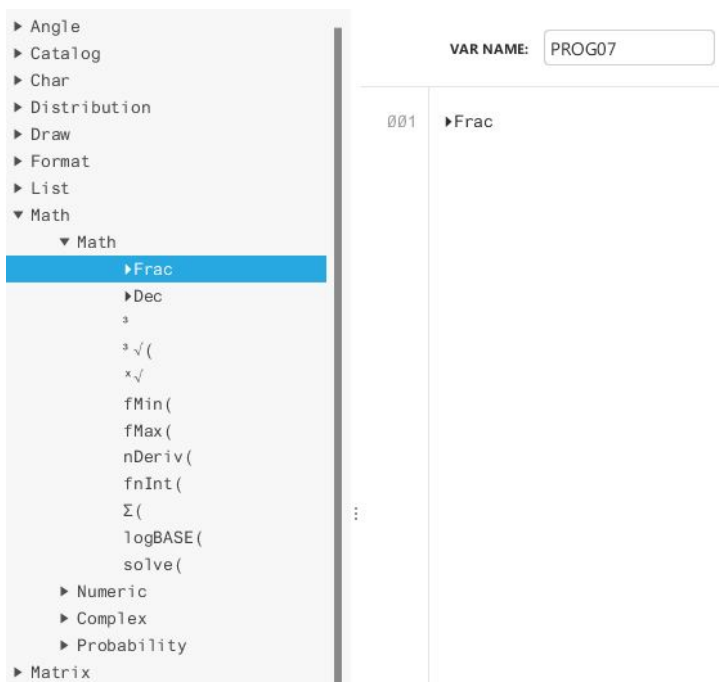 ▶ Angle
▶ Catalog
▶ Char
▶ Distribution
▶ Draw
▶ Format
▶ List
▼ Math
▼ Math
▶Frac
▶Dec
³
³√(
ˣ√
fMin(
fMax(
nDeriv(
fnInt(
Σ(
logBASE(
solve(
▶ Numeric
▶ Complex
▶ Probability
▶ Matrix
VAR NAME: PROG07
001 ▶Frac